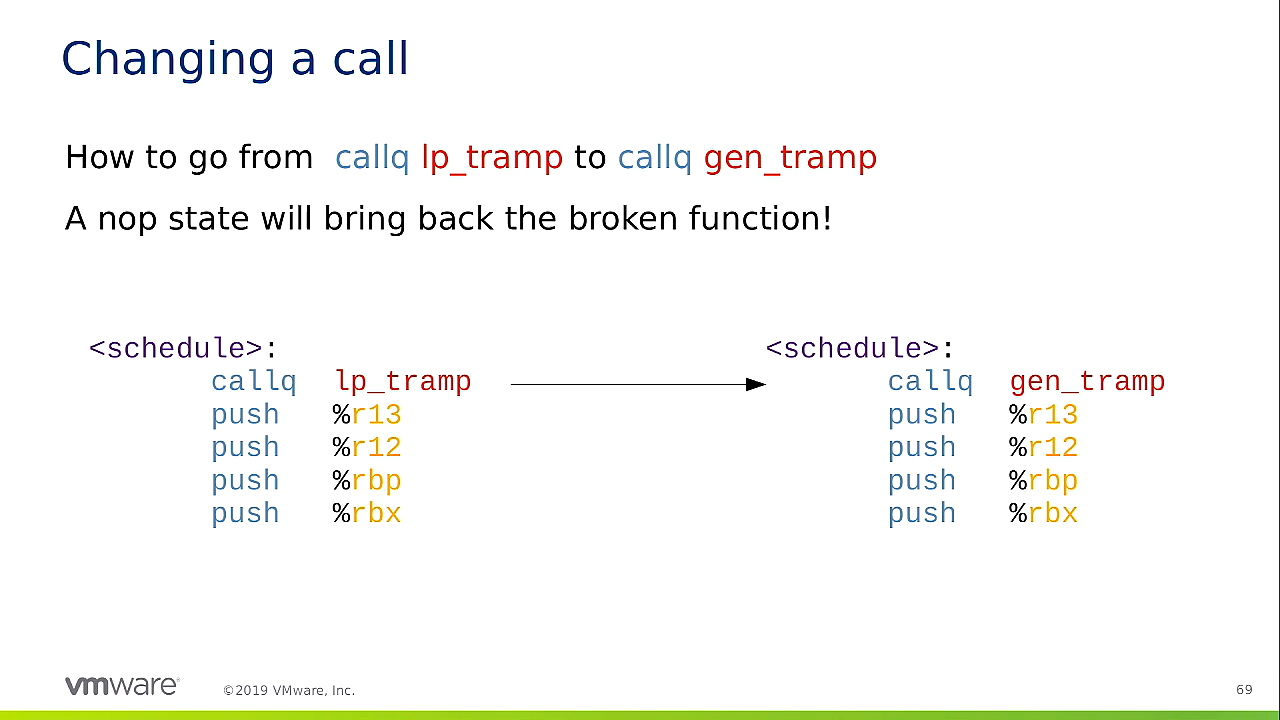 Changing a call
How to go from callq lp_tramp to callq gen_tramp
A nop state will bring back the broken function!
<schedule>:
callq lp_tramp
push %r13
push %r12
push %rbp
push %rbx
<schedule>:
callq gen_tramp
push %r13
push %r12
push %rbp
push %rbx
vmware®
©2019 VMware, Inc.
69